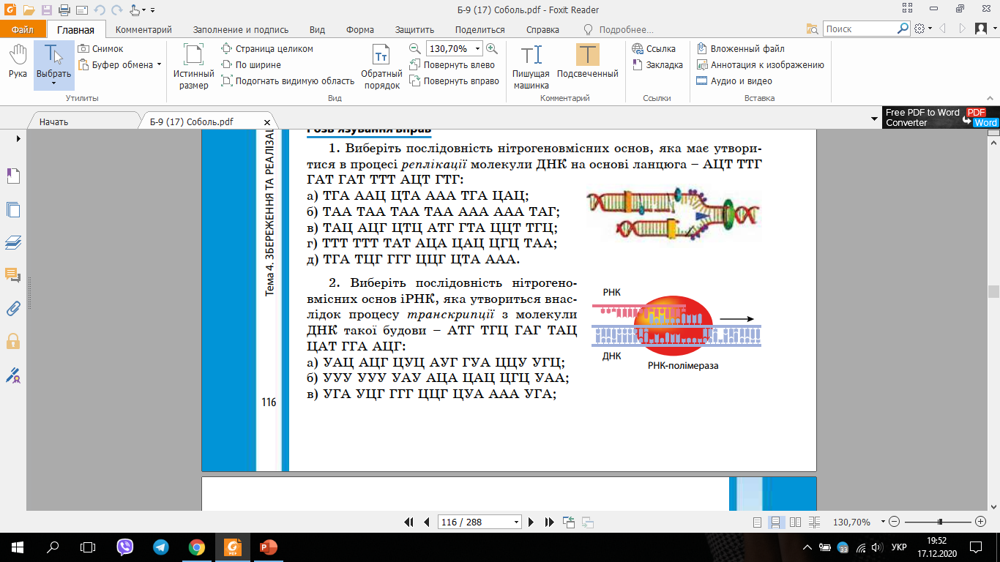 Б-9 (17) Соболь.pdf - Foxit Reader
Файл
Главная
Комментарий
Заполнение и подпись
Вид
Форма
Защитить
Поделиться
Справка
Подробнее...
Поиск
Рука
Выбрать
Снимок
Буфер обмена
Утилиты
Истинный размер
Страница целиком
По ширине
Подогнать видимую область
Обратный порядок
130,70%
Повернуть влево
Повернуть вправо
Вид
Пишущая машинка
Подсвеченный
Комментарий
Ссылка
Закладка
Ссылки
Вложенный файл
Аннотация к изображению
Аудио и видео
Вставка
Начать
Б-9 (17) Соболь.pdf
Free PDF to Word Converter
PDF
Word
Розв'язування вправ
1. Виберіть послідовність нітрогеновмісних основ, яка має утвори-
тися в процесі реплікації молекули ДНК на основі ланцюга – АЦТ ТТГ
ГАТ ГАТ ТТТ АЦТ ГТГ:
а) ТГА ААЦ ЦТА ААА ТГА ЦАЦ;
б) ТАА ТАА ТАА ТАА ААА ААА ТАГ;
в) ТАЦ АЦГ ЦТЦ АТГ ГТА ЦЦТ ТГЦ;
г) ТТТ ТТТ ТАТ АЦА ЦАЦ ЦГЦ ТАА;
д) ТГА ТЦГ ГГГ ЦЦГ ЦТА ААА.
2. Виберіть послідовність нітрогено-
вмісних основ іРНК, яка утвориться внас-
лідок процесу транскрипції з молекули
ДНК такої будови – АТГ ТГЦ ГАГ ТАЦ
ЦАТ ГГА АЦГ:
а) УАЦ АЦГ ЦУЦ АУГ ГУА ЦЦУ УГЦ;
б) УУУ УУУ УАУ АЦА ЦАЦ ЦГЦ УАА;
в) УГА УЦГ ГГГ ЦЦГ ЦУА ААА УГА;
РНК
ДНК
РНК-полімераза
Тема 4. ЗБЕРЕЖЕННЯ ТА РЕАЛІЗАЦ
116
116 / 288
130,70%
33
УКР
19:52
17.12.2020